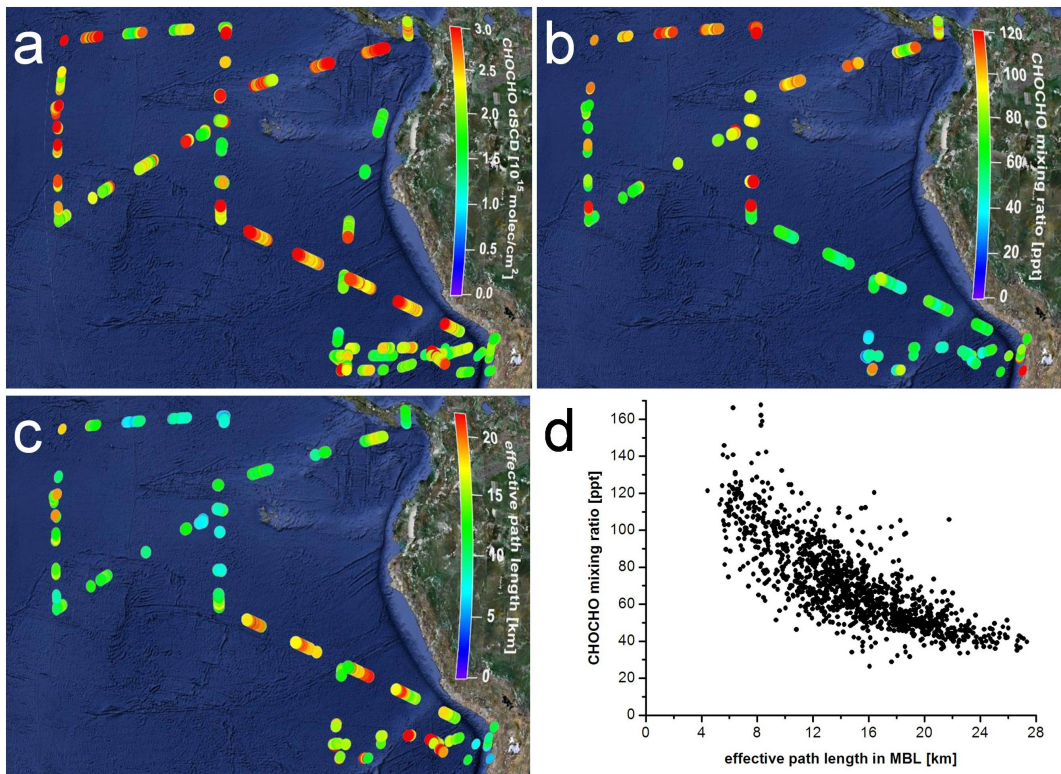 a
3.0
2.5
2.0
1.5
1.0
0.5
0.0
CHOCHO dSCD [10¹⁵ molec/cm²]
b
120
100
80
60
40
20
0
CHOCHO mixing ratio [ppt]
c
20
15
10
5
0
effective path length [km]
d
160
140
120
100
80
60
40
20
0
CHOCHO mixing ratio [ppt]
0 4 8 12 16 20 24 28
effective path length in MBL [km]